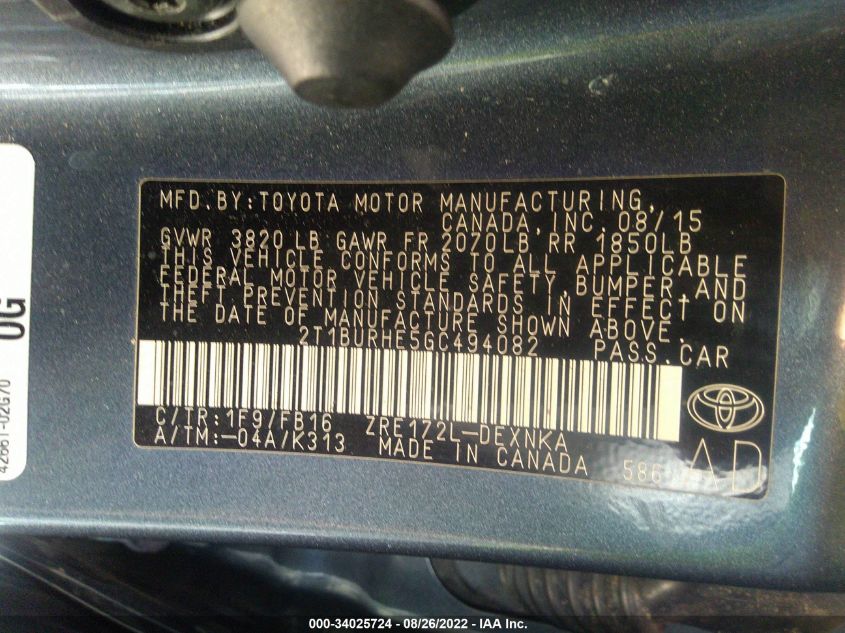 MFD.BY:TOYOTA MOTOR MANUFACTURING,
CANADA,INC. 08/15
GVWR 3820 LB GAWR FR 2070LB RR 1850LB
THIS VEHICLE CONFORMS TO ALL APPLICABLE
FEDERAL MOTOR VEHICLE SAFETY, BUMPER,AND
THEFT PREVENTION STANDARDS IN EFFECT ON
THE DATE OF MANUFACTURE SHOWN ABOVE.
2T1BURHE5GC494082 PASS.CAR
C/TR:1F9/FB16 ZRE172L-DEXNKA
A/TM:-04A/K313 MADE IN CANADA 586
AD
0G
42661-02G70
000-34025724 - 08/26/2022 - IAA Inc.